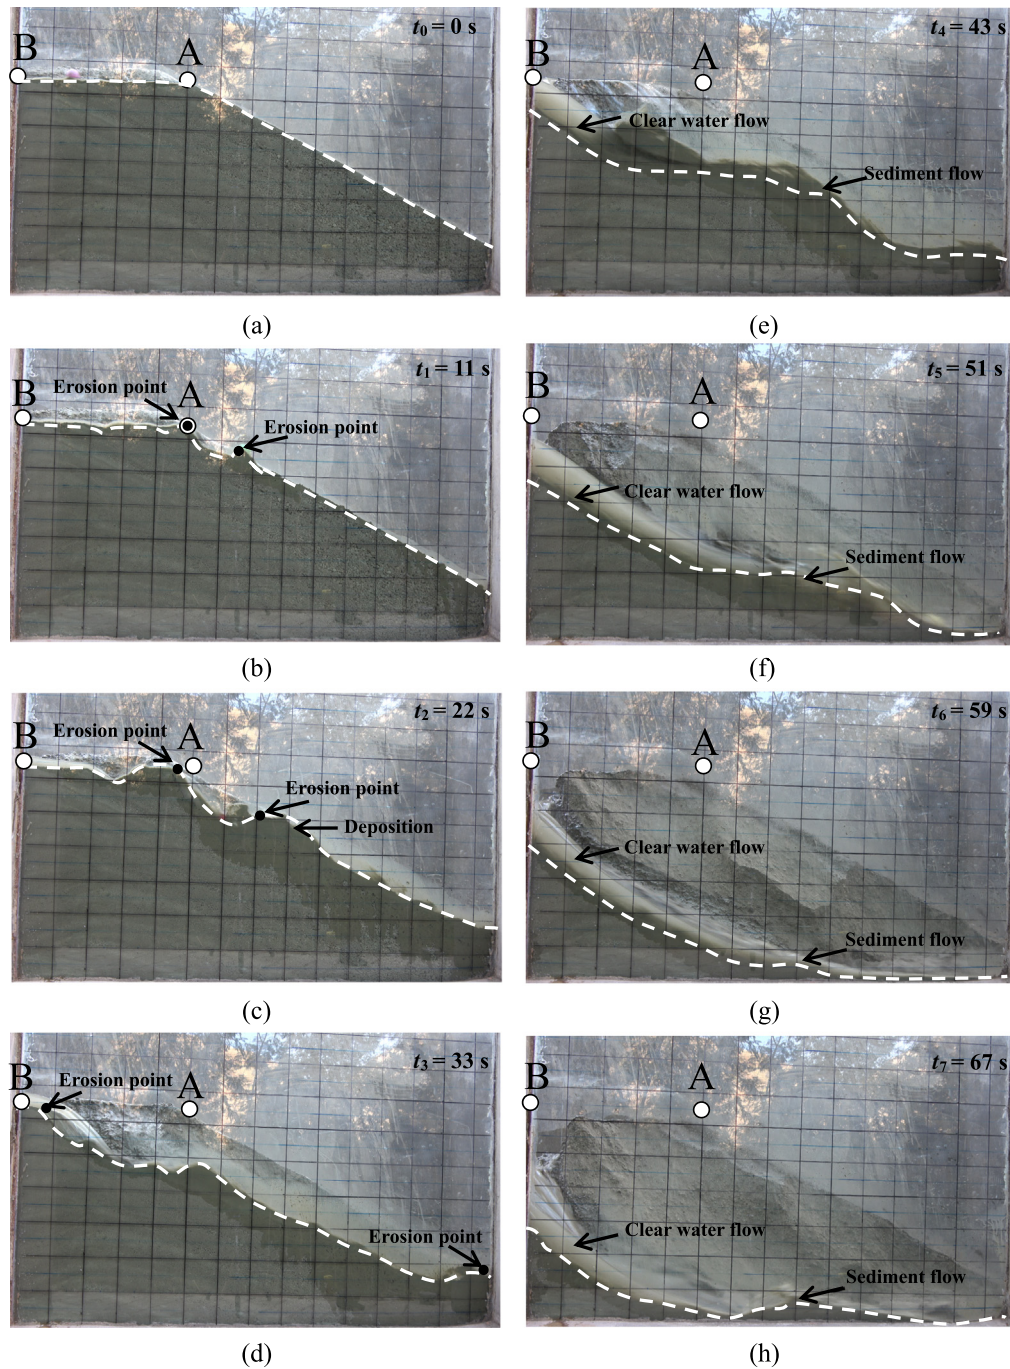 t0 = 0 s
B
A
(a)
t1 = 11 s
Erosion point
B
A
Erosion point
(b)
t2 = 22 s
Erosion point
B
A
Erosion point
Deposition
(c)
t3 = 33 s
Erosion point
B
A
Erosion point
(d)
t4 = 43 s
B
A
Clear water flow
Sediment flow
(e)
t5 = 51 s
B
A
Clear water flow
Sediment flow
(f)
t6 = 59 s
B
A
Clear water flow
Sediment flow
(g)
t7 = 67 s
B
A
Clear water flow
Sediment flow
(h)